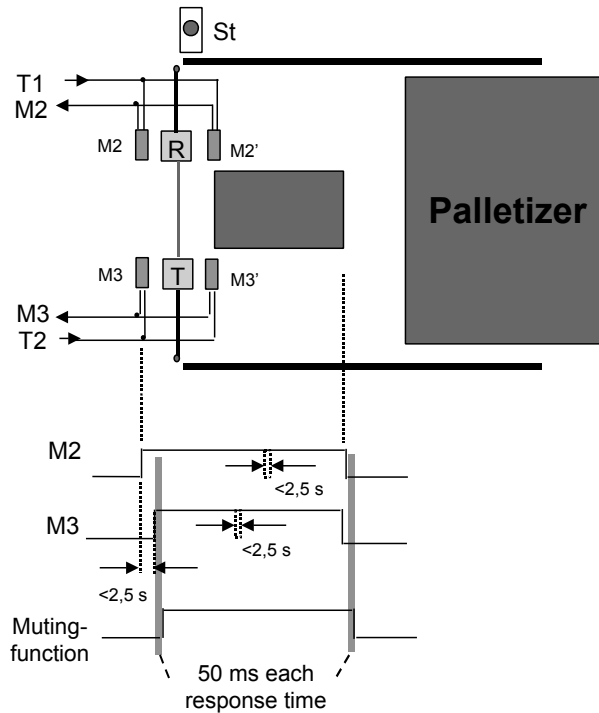 St
T1
M2
M2
R
M2'
Palletizer
M3
T
M3'
M3
T2
M2
<2,5 s
M3
<2,5 s
<2,5 s
Muting-
function
50 ms each
response time